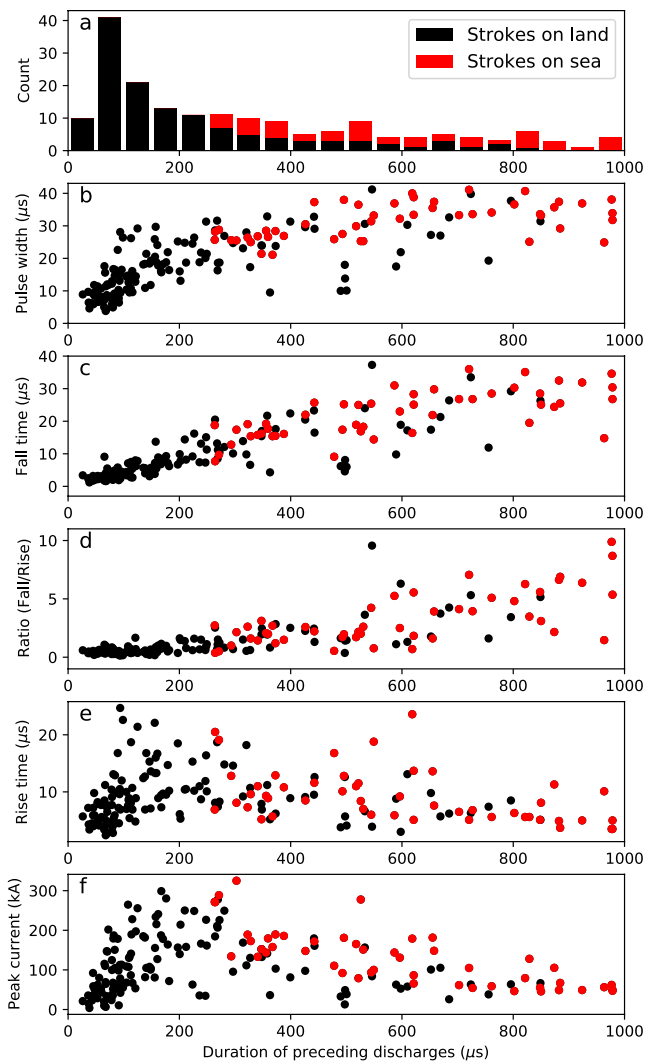 a
Strokes on land
Strokes on sea
Count
40
30
20
10
0
0 200 400 600 800 1000
b
Pulse width (μs)
40
30
20
10
0
0 200 400 600 800 1000
c
Fall time (μs)
40
30
20
10
0
0 200 400 600 800 1000
d
Ratio (Fall/Rise)
10
5
0
0 200 400 600 800 1000
e
Rise time (μs)
20
10
0 200 400 600 800 1000
f
Peak current (kA)
300
200
100
0
0 200 400 600 800 1000
Duration of preceding discharges (μs)